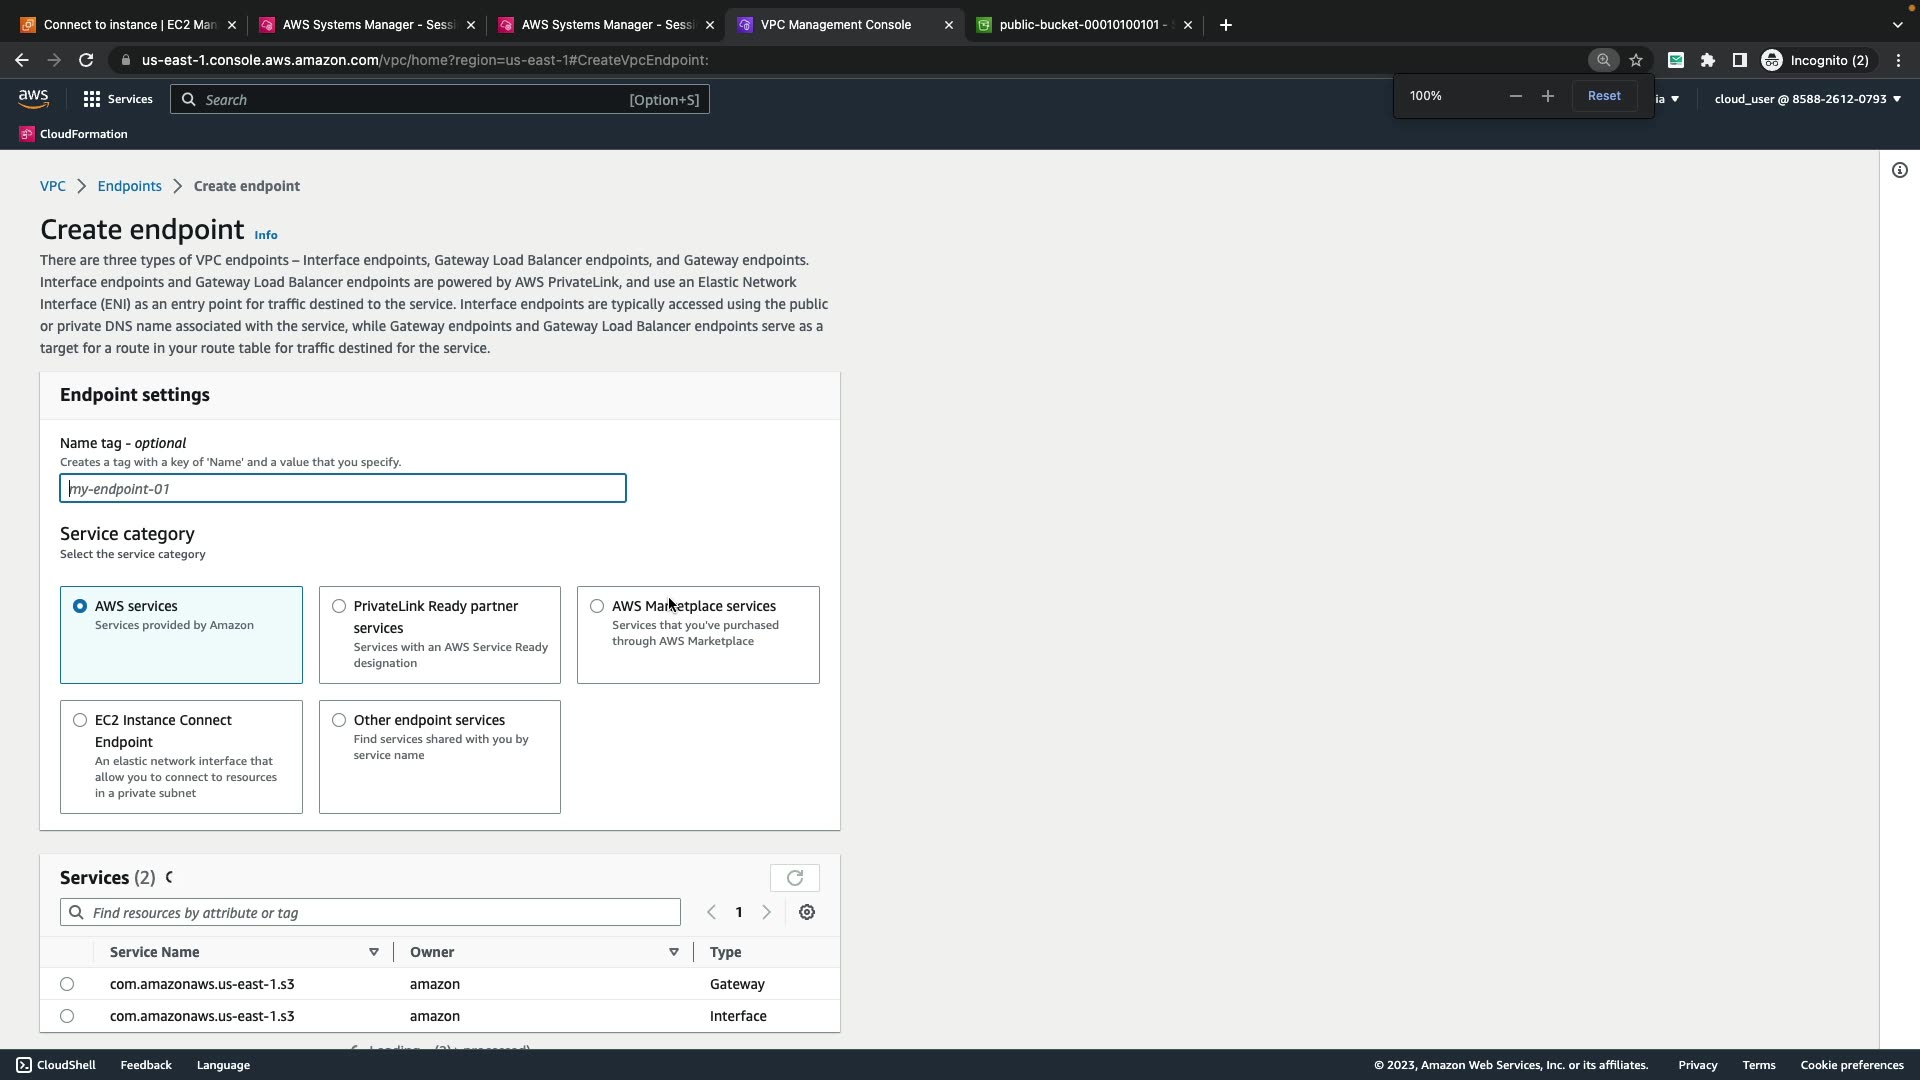 Connect to instance | EC2 Man
AWS Systems Manager - Sessi
AWS Systems Manager - Sessi
VPC Management Console
public-bucket-00010100101 -
us-east-1.console.aws.amazon.com/vpc/home?region=us-east-1#CreateVpcEndpoint:
Incognito (2)
aws
Services
Search
[Option+S]
100%
Reset
ia
cloud_user @ 8588-2612-0793
CloudFormation
VPC
Endpoints
Create endpoint
Create endpoint Info
There are three types of VPC endpoints – Interface endpoints, Gateway Load Balancer endpoints, and Gateway endpoints.
Interface endpoints and Gateway Load Balancer endpoints are powered by AWS PrivateLink, and use an Elastic Network
Interface (ENI) as an entry point for traffic destined to the service. Interface endpoints are typically accessed using the public
or private DNS name associated with the service, while Gateway endpoints and Gateway Load Balancer endpoints serve as a
target for a route in your route table for traffic destined for the service.
Endpoint settings
Name tag - optional
Creates a tag with a key of 'Name' and a value that you specify.
my-endpoint-01
Service category
Select the service category
AWS services
Services provided by Amazon
PrivateLink Ready partner
services
Services with an AWS Service Ready
designation
AWS Marketplace services
Services that you've purchased
through AWS Marketplace
EC2 Instance Connect
Endpoint
An elastic network interface that
allow you to connect to resources
in a private subnet
Other endpoint services
Find services shared with you by
service name
Services (2)
Find resources by attribute or tag
1
Service Name
Owner
Type
com.amazonaws.us-east-1.s3
amazon
Gateway
com.amazonaws.us-east-1.s3
amazon
Interface
CloudShell
Feedback
Language
© 2023, Amazon Web Services, Inc. or its affiliates.
Privacy
Terms
Cookie preferences